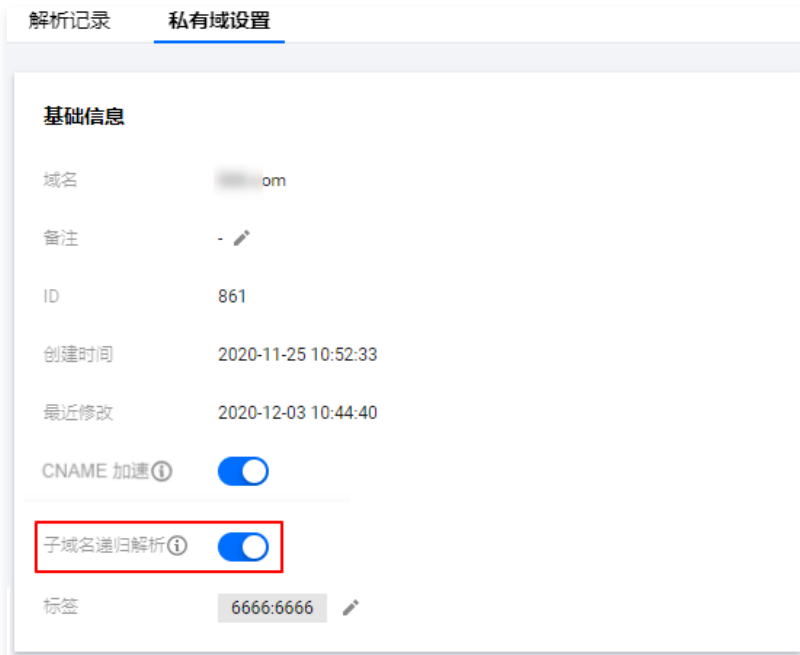 解析记录 私有域设置
基础信息
域名 om
备注 -
ID 861
创建时间 2020-11-25 10:52:33
最近修改 2020-12-03 10:44:40
CNAME 加速
子域名递归解析
标签 6666:6666